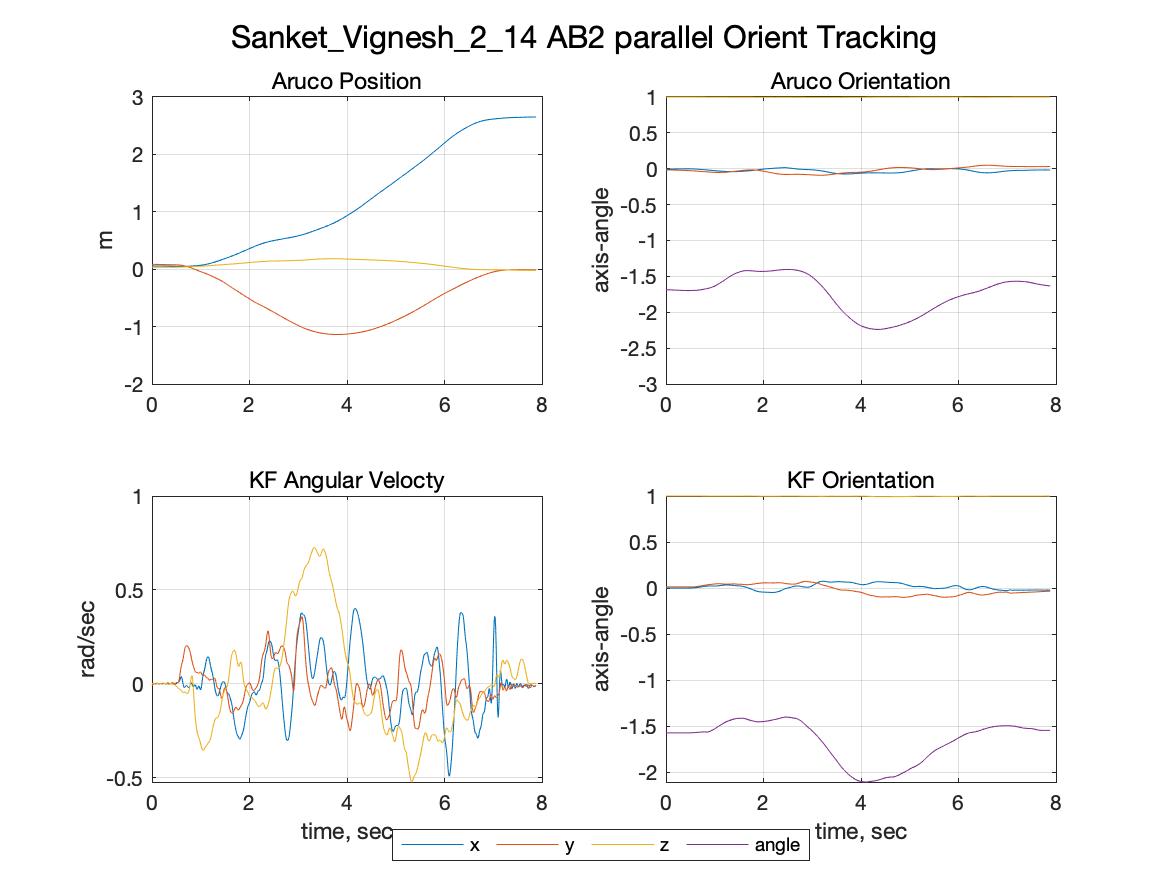 Sanket_Vignesh_2_14 AB2 parallel Orient Tracking
Aruco Position
3
2
1
0
-1
-2
m
0 2 4 6 8
Aruco Orientation
1
0.5
0
-0.5
-1
-1.5
-2
-2.5
-3
axis-angle
0 2 4 6 8
KF Angular Velocty
1
0.5
0
-0.5
rad/sec
0 2 4 6 8
time, sec
KF Orientation
1
0.5
0
-0.5
-1
-1.5
-2
axis-angle
0 2 4 6 8
time, sec
x y z angle